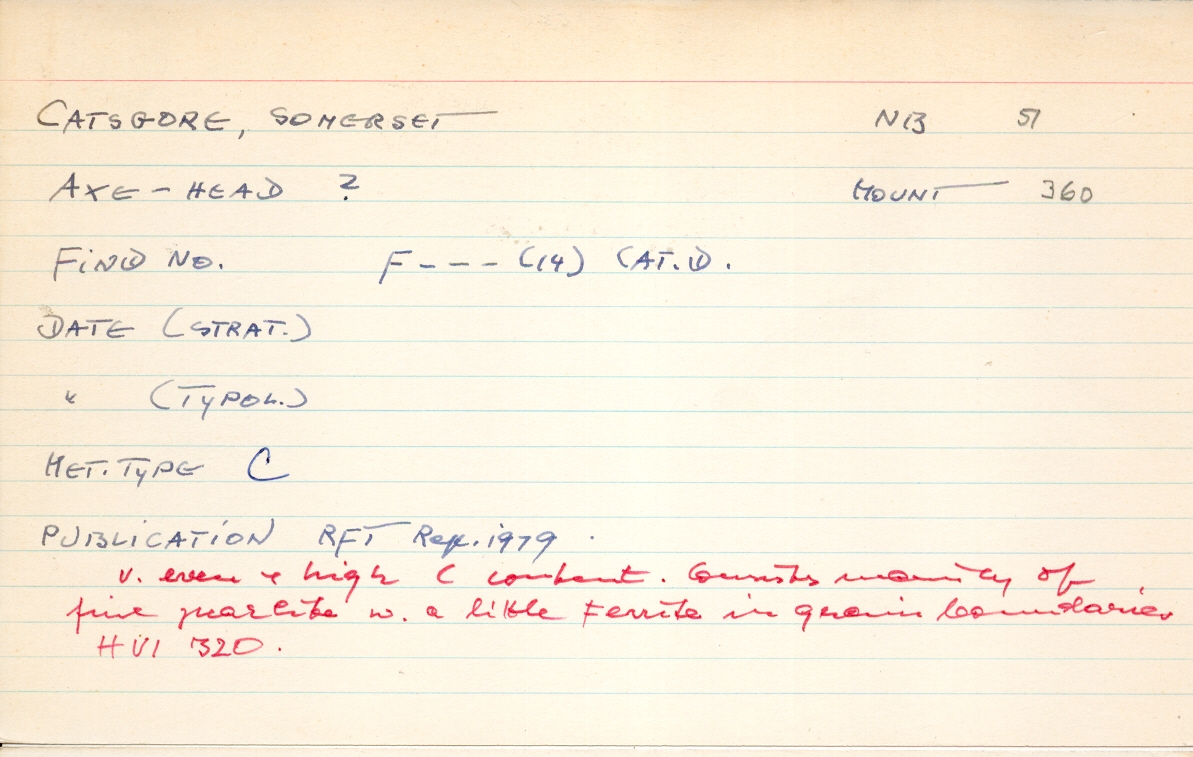 CATSGORE, SOMERSET NB 51
AXE-HEAD ? MOUNT 360
FIND NO. F--- (14) CAT.D.
DATE (STRAT.)
" (TYPOL.)
MET. TYPE C
PUBLICATION RFT Rep. 1979.
v. even & high C content. Consists mainly of
fine pearlite w. a little Ferrite in grain boundaries
HV1 320.